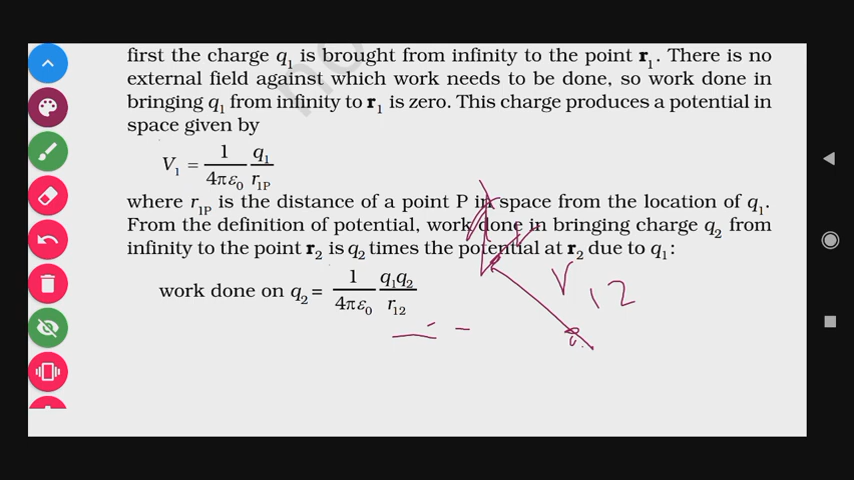 first the charge q₁ is brought from infinity to the point r₁. There is no
external field against which work needs to be done, so work done in
bringing q₁ from infinity to r₁ is zero. This charge produces a potential in
space given by
V₁ = 1/4πε₀ q₁/r₁P
where r₁P is the distance of a point P in space from the location of q₁.
From the definition of potential, work done in bringing charge q₂ from
infinity to the point r₂ is q₂ times the potential at r₂ due to q₁:
work done on q₂ = 1/4πε₀ q₁q₂/r₁₂
r₁₂